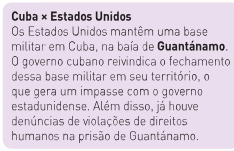 Cuba × Estados Unidos
Os Estados Unidos mantêm uma base
militar em Cuba, na baía de Guantánamo.
O governo cubano reivindica o fechamento
dessa base militar em seu território, o
que gera um impasse com o governo
estadunidense. Além disso, já houve
denúncias de violações de direitos
humanos na prisão de Guantánamo.